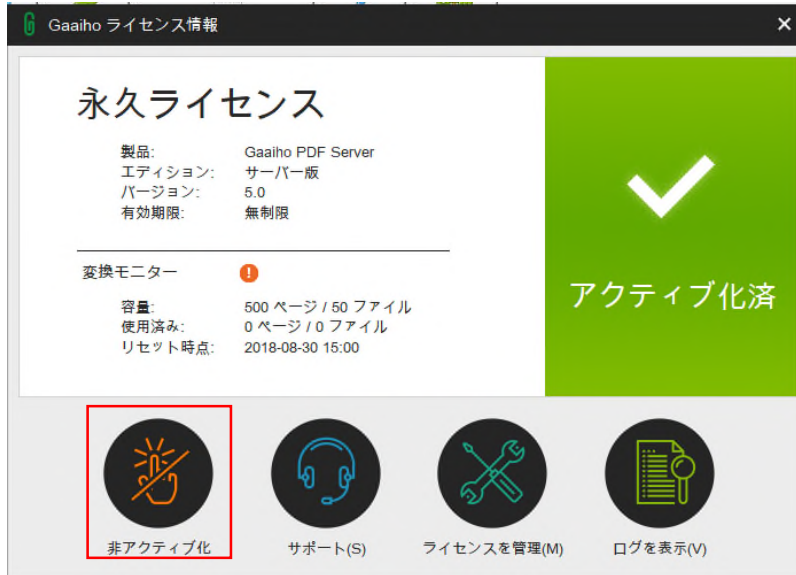 Gaaiho ライセンス情報
永久ライセンス
製品: Gaaiho PDF Server
エディション: サーバー版
バージョン: 5.0
有効期限: 無制限
変換モニター
容量: 500 ページ / 50 ファイル
使用済み: 0 ページ / 0 ファイル
リセット時点: 2018-08-30 15:00
アクティブ化済
非アクティブ化
サポート(S)
ライセンスを管理(M)
ログを表示(V)